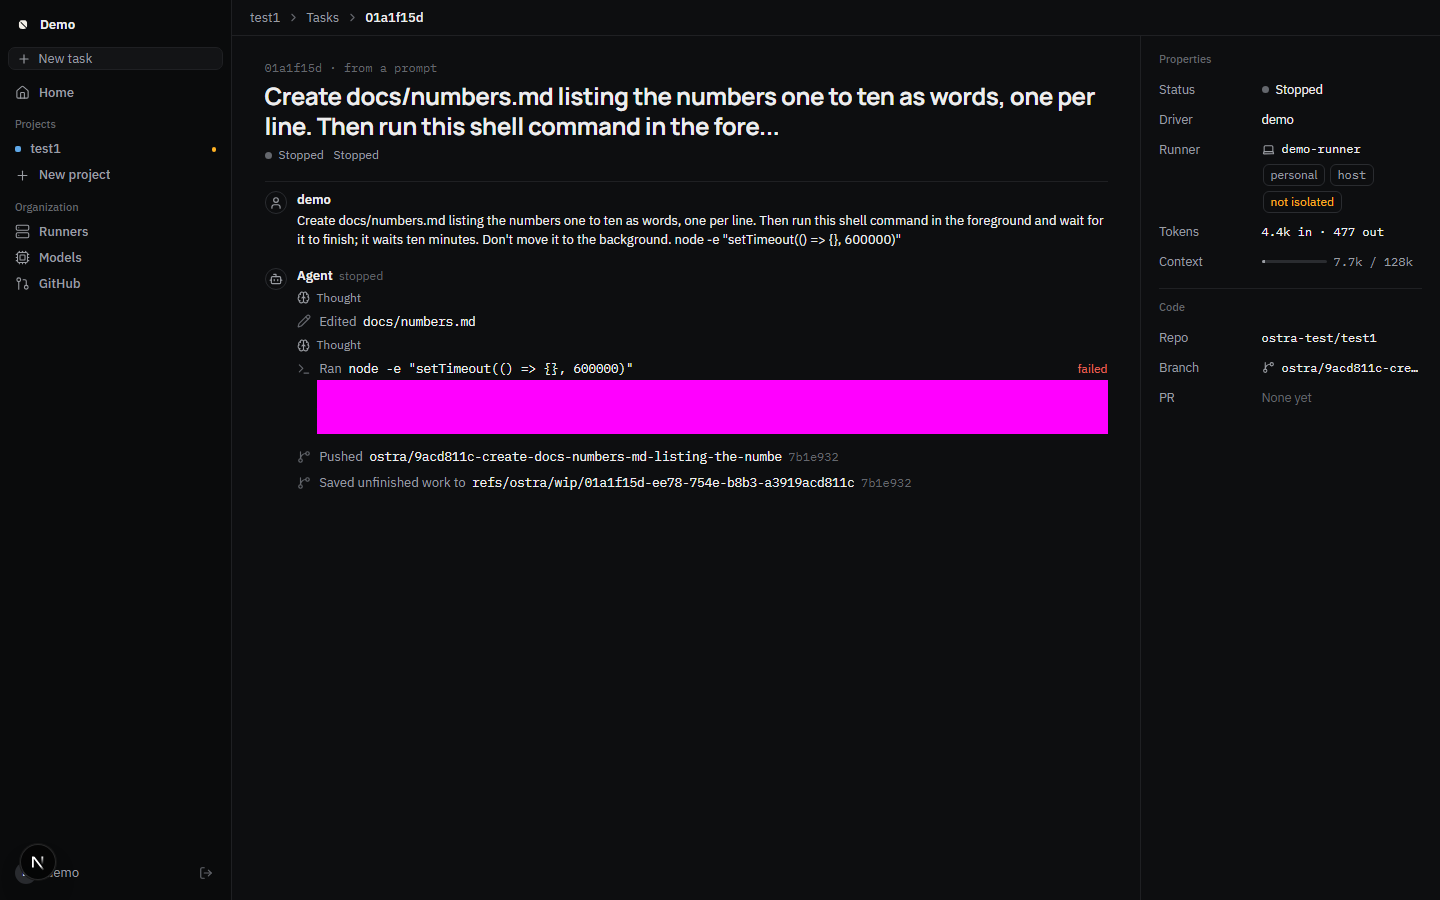 Demo
New task
Home
Projects
test1
New project
Organization
Runners
Models
GitHub
test1 > Tasks > 01a1f15d
01a1f15d · from a prompt
Create docs/numbers.md listing the numbers one to ten as words, one per
line. Then run this shell command in the fore...
Stopped Stopped
demo
Create docs/numbers.md listing the numbers one to ten as words, one per line. Then run this shell command in the foreground and wait for
it to finish; it waits ten minutes. Don't move it to the background. node -e "setTimeout(() => {}, 600000)"
Agent stopped
Thought
Edited docs/numbers.md
Thought
Ran node -e "setTimeout(() => {}, 600000)" failed
Pushed ostra/9acd811c-create-docs-numbers-md-listing-the-numbe 7b1e932
Saved unfinished work to refs/ostra/wip/01a1f15d-ee78-754e-b8b3-a3919acd811c 7b1e932
Properties
Status Stopped
Driver demo
Runner demo-runner
personal host
not isolated
Tokens 4.4k in · 477 out
Context 7.7k / 128k
Code
Repo ostra-test/test1
Branch ostra/9acd811c-cre…
PR None yet